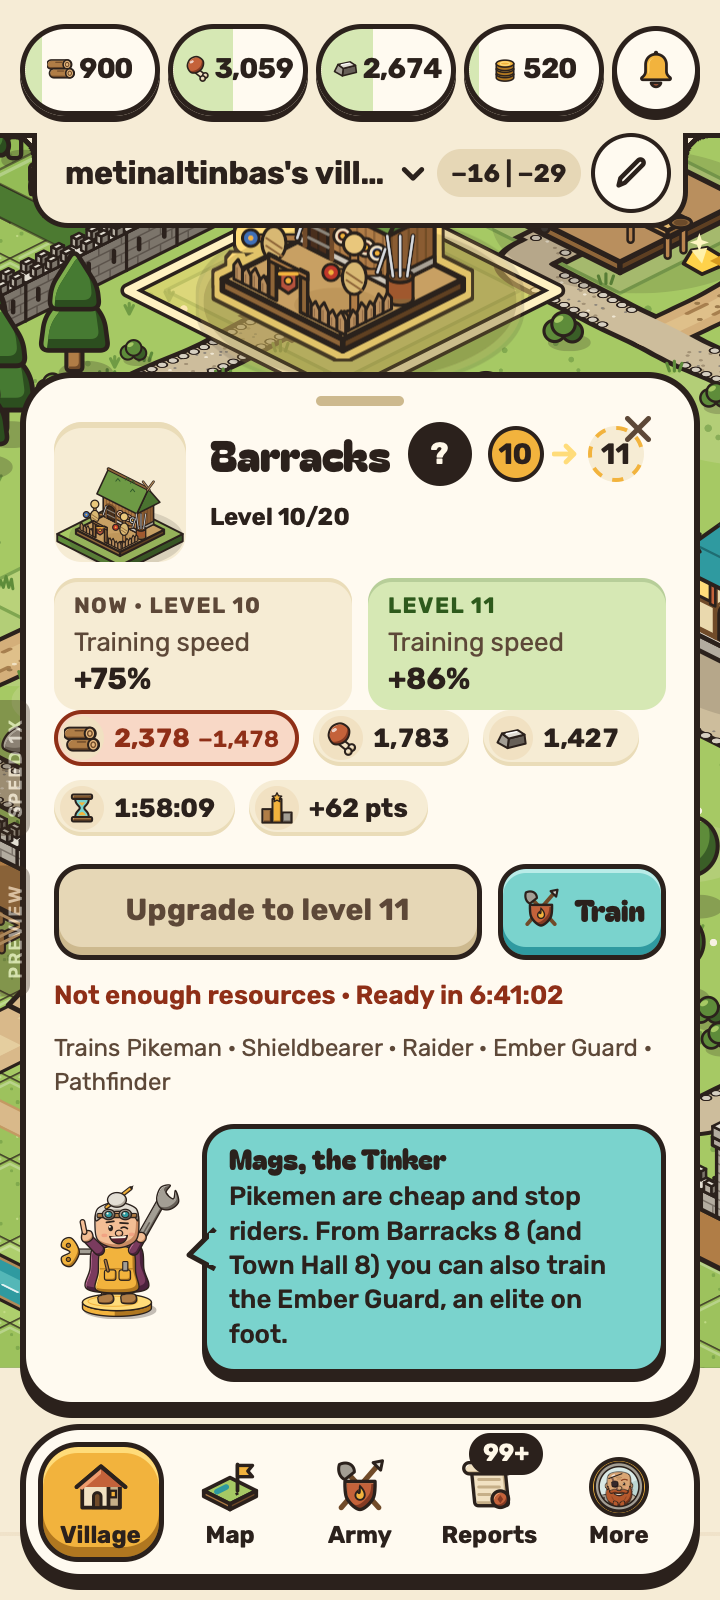 900
3,059
2,674
520
metinaltinbas's vill...
−16 | −29
Barracks
?
10
11
Level 10/20
NOW • LEVEL 10
Training speed
+75%
LEVEL 11
Training speed
+86%
2,378 −1,478
1,783
1,427
1:58:09
+62 pts
SPEED 1X
PREVIEW
Upgrade to level 11
Train
Not enough resources • Ready in 6:41:02
Trains Pikeman • Shieldbearer • Raider • Ember Guard •
Pathfinder
Mags, the Tinker
Pikemen are cheap and stop
riders. From Barracks 8 (and
Town Hall 8) you can also train
the Ember Guard, an elite on
foot.
99+
Village
Map
Army
Reports
More